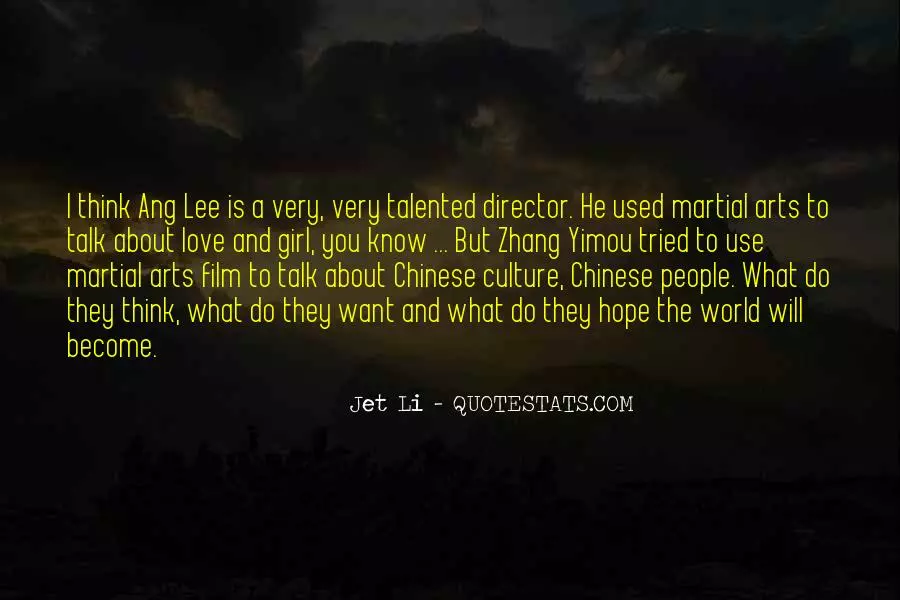 I think Ang Lee is a very, very talented director. He used martial arts to
talk about love and girl, you know ... But Zhang Yimou tried to use
martial arts film to talk about Chinese culture, Chinese people. What do
they think, what do they want and what do they hope the world will
become.
Jet Li - QUOTESTATS.COM